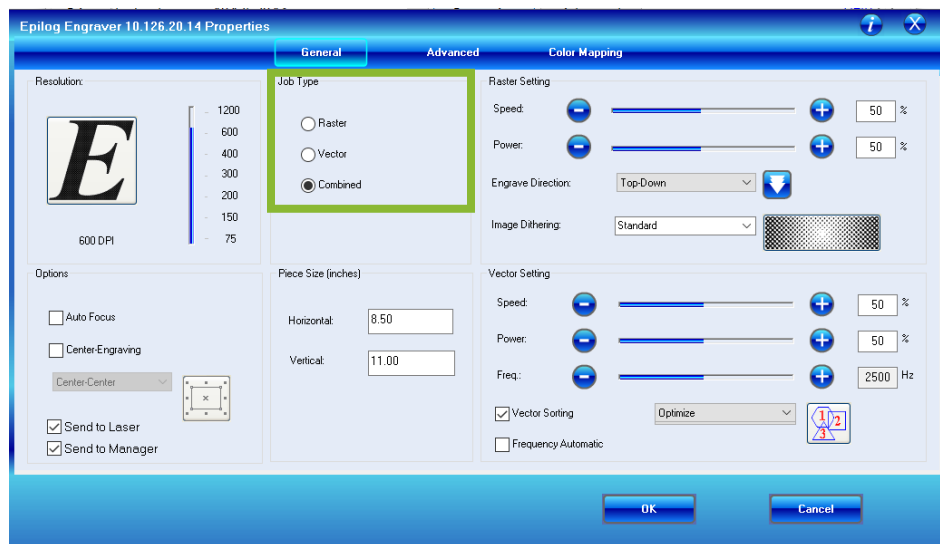 Epilog Engraver 10.126.20.14 Properties
General Advanced Color Mapping
Resolution:
1200
600
400
300
200
150
75
E
600 DPI
Job Type
Raster
Vector
Combined
Raster Setting
Speed: 50 %
Power: 50 %
Engrave Direction: Top-Down
Image Dithering: Standard
Options
Auto Focus
Center-Engraving
Center-Center
Send to Laser
Send to Manager
Piece Size (inches)
Horizontal: 8.50
Vertical: 11.00
Vector Setting
Speed: 50 %
Power: 50 %
Freq.: 2500 Hz
Vector Sorting Optimize
1 2
3
Frequency Automatic
OK Cancel